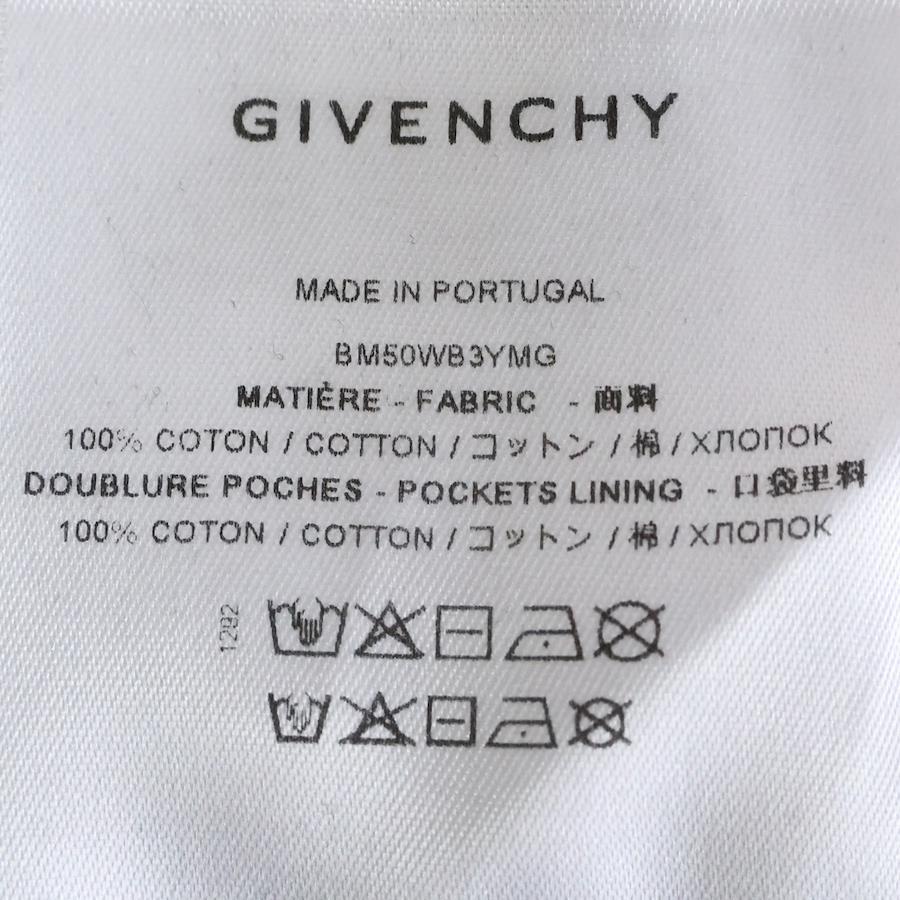 GIVENCHY
MADE IN PORTUGAL
BM50WB3YMG
MATIÈRE - FABRIC - 面料
100% COTON / COTTON / コットン / 棉 / ХЛОПОК
DOUBLURE POCHES - POCKETS LINING - 口袋里料
100% COTON / COTTON / コットン / 棉 / ХЛОПОК
1282